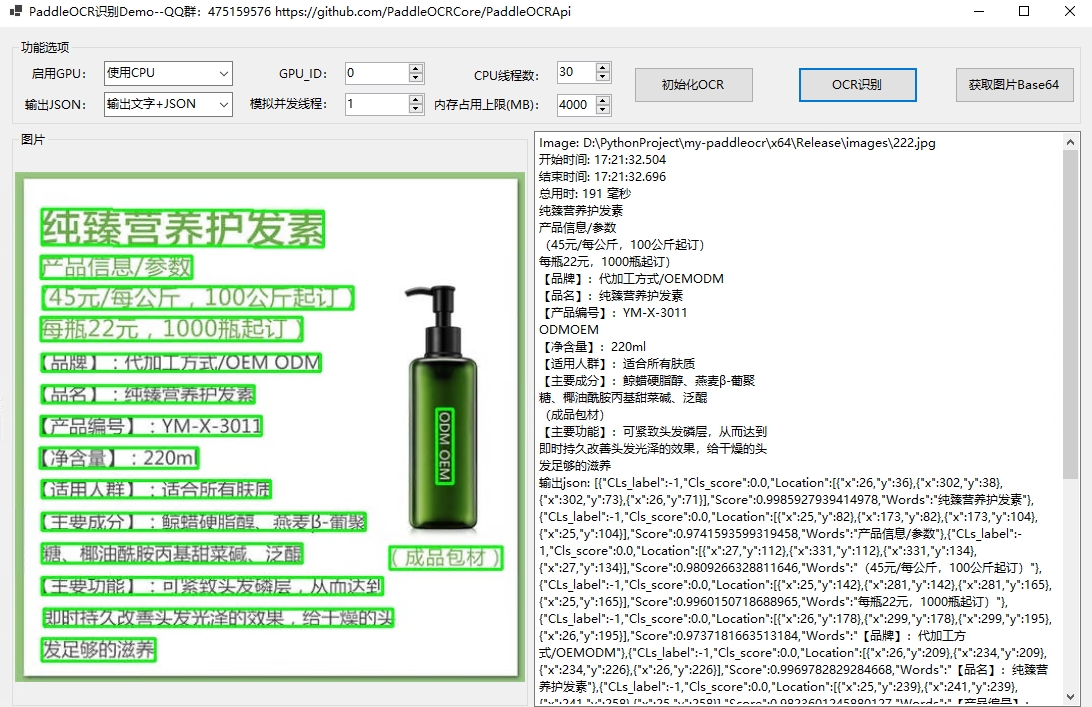 PaddleOCR识别Demo--QQ群：475159576 https://github.com/PaddleOCRCore/PaddleOCRApi
功能选项
启用GPU: 使用CPU GPU_ID: 0 CPU线程数: 30 初始化OCR OCR识别 获取图片Base64
输出JSON: 输出文字+JSON 模拟并发线程: 1 内存占用上限(MB): 4000
图片
纯臻营养护发素
产品信息/参数
（45元/每公斤，100公斤起订）
每瓶22元，1000瓶起订）
【品牌】：代加工方式/OEM ODM
【品名】：纯臻营养护发素
【产品编号】：YM-X-3011
【净含量】：220ml
【适用人群】：适合所有肤质
【主要成分】：鲸蜡硬脂醇、燕麦β-葡聚
糖、椰油酰胺丙基甜菜碱、泛醌
【主要功能】：可紧致头发磷层，从而达到
即时持久改善头发光泽的效果，给干燥的头
发足够的滋养
ODM OEM
（成品包材）
Image: D:\PythonProject\my-paddleocr\x64\Release\images\222.jpg
开始时间: 17:21:32.504
结束时间: 17:21:32.696
总用时: 191 毫秒
纯臻营养护发素
产品信息/参数
（45元/每公斤，100公斤起订）
每瓶22元，1000瓶起订）
【品牌】：代加工方式/OEMODM
【品名】：纯臻营养护发素
【产品编号】：YM-X-3011
ODMOEM
【净含量】：220ml
【适用人群】：适合所有肤质
【主要成分】：鲸蜡硬脂醇、燕麦β-葡聚
糖、椰油酰胺丙基甜菜碱、泛醌
（成品包材）
【主要功能】：可紧致头发磷层，从而达到
即时持久改善头发光泽的效果，给干燥的头
发足够的滋养
输出json: [{"CLs_label":-1,"Cls_score":0.0,"Location":[{"x":26,"y":36},{"x":302,"y":38},
{"x":302,"y":73},{"x":26,"y":71}],"Score":0.9985927939414978,"Words":"纯臻营养护发素"},
{"CLs_label":-1,"Cls_score":0.0,"Location":[{"x":25,"y":82},{"x":173,"y":82},{"x":173,"y":104},
{"x":25,"y":104}],"Score":0.9741593599319458,"Words":"产品信息/参数"},{"CLs_label":-
1,"Cls_score":0.0,"Location":[{"x":27,"y":112},{"x":331,"y":112},{"x":331,"y":134},
{"x":27,"y":134}],"Score":0.9809266328811646,"Words":"（45元/每公斤，100公斤起订）"},
{"CLs_label":-1,"Cls_score":0.0,"Location":[{"x":25,"y":142},{"x":281,"y":142},{"x":281,"y":165},
{"x":25,"y":165}],"Score":0.9960150718688965,"Words":"每瓶22元，1000瓶起订）"},
{"CLs_label":-1,"Cls_score":0.0,"Location":[{"x":26,"y":178},{"x":299,"y":178},{"x":299,"y":195},
{"x":26,"y":195}],"Score":0.9737181663513184,"Words":"【品牌】：代加工方
式/OEMODM"},{"CLs_label":-1,"Cls_score":0.0,"Location":[{"x":26,"y":209},{"x":234,"y":209},
{"x":234,"y":226},{"x":26,"y":226}],"Score":0.9969782829284668,"Words":"【品名】：纯臻营
养护发素"},{"CLs_label":-1,"Cls_score":0.0,"Location":[{"x":25,"y":239},{"x":241,"y":239},
{"x":241,"y":258},{"x":25,"y":258}],"Score":0.9823601245880127,"Words":"【产品编号】：